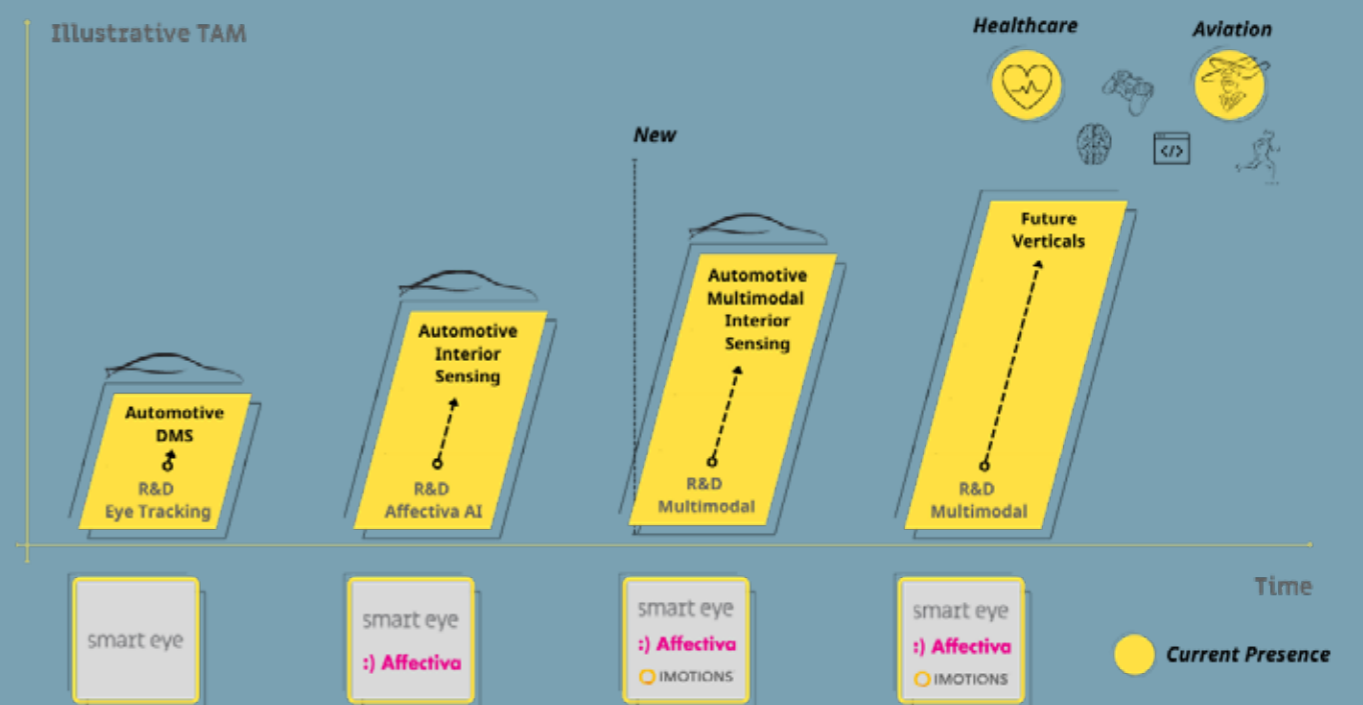 Illustrative TAM
Healthcare
Aviation
</>
New
Automotive
DMS
R&D
Eye Tracking
Automotive
Interior
Sensing
R&D
Affectiva AI
Automotive
Multimodal
Interior
Sensing
R&D
Multimodal
Future
Verticals
R&D
Multimodal
Time
smart eye
smart eye
:) Affectiva
smart eye
:) Affectiva
IMOTIONS
smart eye
:) Affectiva
IMOTIONS
Current Presence